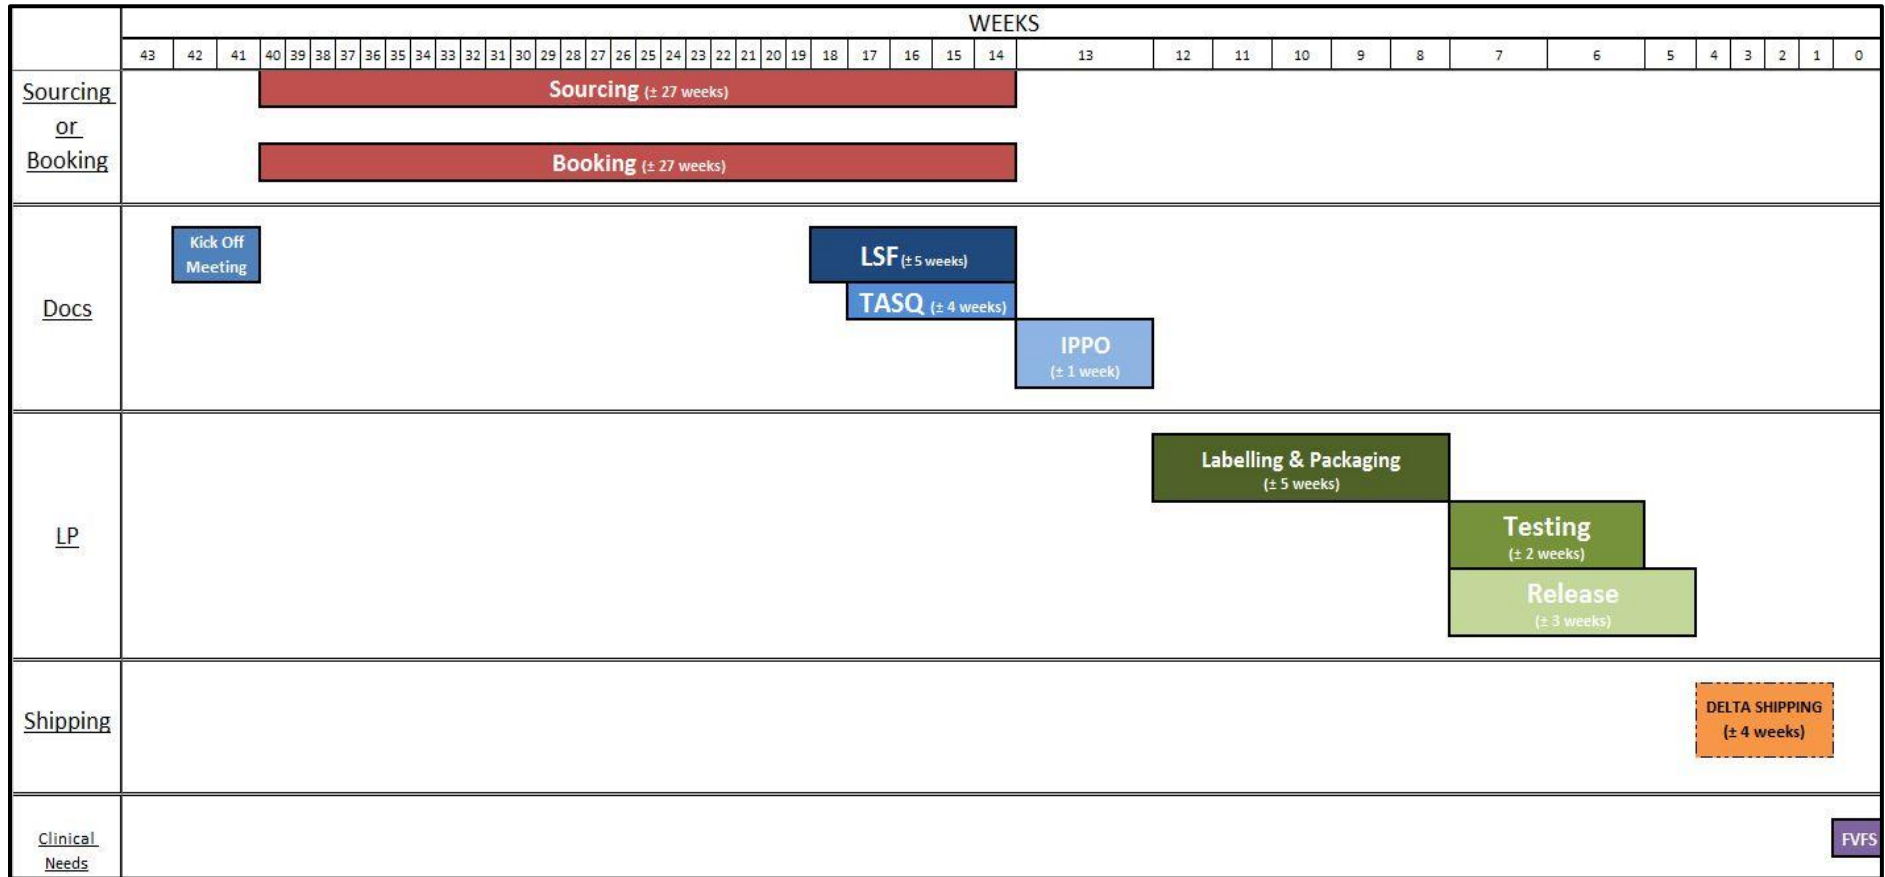 WEEKS
43 42 41 40 39 38 37 36 35 34 33 32 31 30 29 28 27 26 25 24 23 22 21 20 19 18 17 16 15 14 13 12 11 10 9 8 7 6 5 4 3 2 1 0
Sourcing
or
Booking
Sourcing (± 27 weeks)
Booking (± 27 weeks)
Docs
Kick Off
Meeting
LSF (± 5 weeks)
TASQ (± 4 weeks)
IPPO
(± 1 week)
LP
Labelling & Packaging
(± 5 weeks)
Testing
(± 2 weeks)
Release
(± 3 weeks)
Shipping
DELTA SHIPPING
(± 4 weeks)
Clinical
Needs
FVFS